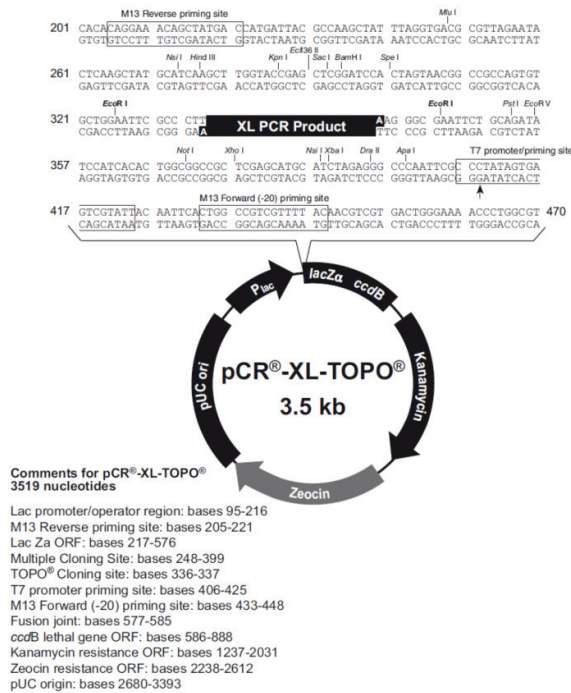 M13 Reverse priming site
Mlu I
201 CACACAGGAA ACAGCTATGA CCATGATTAC GCCAAGCTAT TTAGGTGACG CGTTAGAATA
GTGTGTCCTT TGTCGATACT GGTACTAATG CGGTTCGATA AATCCACTGC GCAATCTTAT
Nsi I Hind III Kpn I Ecl136 II Sac I BamH I Spe I
261 CTCAAGCTAT GCATCAAGCT TGGTACCGAG CTCGGATCCA CTAGTAACGG CCGCCAGTGT
GAGTTCGATA CGTAGTTCGA ACCATGGCTC GAGCCTAGGT GATCATTGCC GGCGGTCACA
EcoR I EcoR I Pst I EcoR V
321 GCTGGAATTC GCCCTT XL PCR Product A AG GGC GAATTCT GCAGATA
CGACCTTAAG CGGGA A TTCCCG CTTAAGA CGTCTAT
Not I Xho I Nsi I Xba I Dra II Apa I T7 promoter/priming site
357 TCCATCACAC TGGCGGCCGC TCGAGCATGC ATCTAGAGGG CCCAATTCGC CCTATAGTGA
AGGTAGTGTG ACCGCCGGCG AGCTCGTACG TAGATCTCCC GGGTTAAGCG GGATATCACT
M13 Forward (-20) priming site
417 GTCGTATTAC AATTCACTGG CCGTCGTTTT ACAACGTCGT GACTGGGAAA ACCCTGGCGT 470
CAGCATAATG TTAAGTGACC GGCAGCAAAA TGTTGCAGCA CTGACCCTTT TGGGACCGCA
Plac
lacZα ccdB
Kanamycin
Zeocin
pUC ori
pCR®-XL-TOPO®
3.5 kb
Comments for pCR®-XL-TOPO®
3519 nucleotides
Lac promoter/operator region: bases 95-216
M13 Reverse priming site: bases 205-221
Lac Za ORF: bases 217-576
Multiple Cloning Site: bases 248-399
TOPO® Cloning site: bases 336-337
T7 promoter priming site: bases 406-425
M13 Forward (-20) priming site: bases 433-448
Fusion joint: bases 577-585
ccdB lethal gene ORF: bases 586-888
Kanamycin resistance ORF: bases 1237-2031
Zeocin resistance ORF: bases 2238-2612
pUC origin: bases 2680-3393